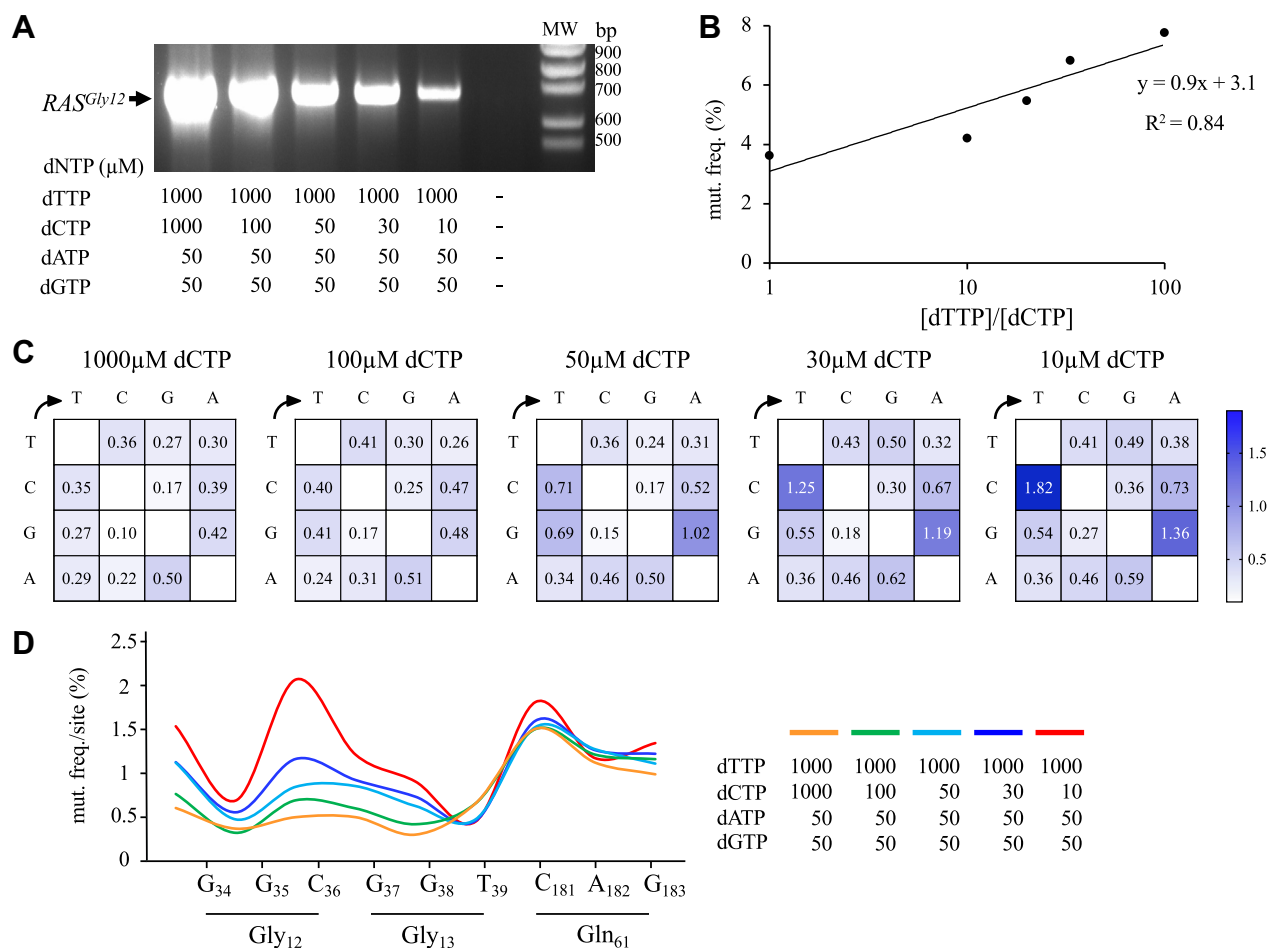 A
MW bp
900
800
700
600
500
RAS^Gly12
dNTP (µM)
dTTP 1000 1000 1000 1000 1000 -
dCTP 1000 100 50 30 10 -
dATP 50 50 50 50 50 -
dGTP 50 50 50 50 50 -
B
mut. freq. (%)
8
6
4
2
0
y = 0.9x + 3.1
R² = 0.84
1 10 100
[dTTP]/[dCTP]
C
1000µM dCTP
T C G A
T 0.36 0.27 0.30
C 0.35 0.17 0.39
G 0.27 0.10 0.42
A 0.29 0.22 0.50
100µM dCTP
T C G A
T 0.41 0.30 0.26
C 0.40 0.25 0.47
G 0.41 0.17 0.48
A 0.24 0.31 0.51
50µM dCTP
T C G A
T 0.36 0.24 0.31
C 0.71 0.17 0.52
G 0.69 0.15 1.02
A 0.34 0.46 0.50
30µM dCTP
T C G A
T 0.43 0.50 0.32
C 1.25 0.30 0.67
G 0.55 0.18 1.19
A 0.36 0.46 0.62
10µM dCTP
T C G A
T 0.41 0.49 0.38
C 1.82 0.36 0.73
G 0.54 0.27 1.36
A 0.36 0.46 0.59
1.5
1.0
0.5
D
mut. freq./site (%)
2.5
2
1.5
1
0.5
0
G₃₄ G₃₅ C₃₆ G₃₇ G₃₈ T₃₉ C₁₈₁ A₁₈₂ G₁₈₃
Gly₁₂ Gly₁₃ Gln₆₁
dTTP 1000 1000 1000 1000 1000
dCTP 1000 100 50 30 10
dATP 50 50 50 50 50
dGTP 50 50 50 50 50